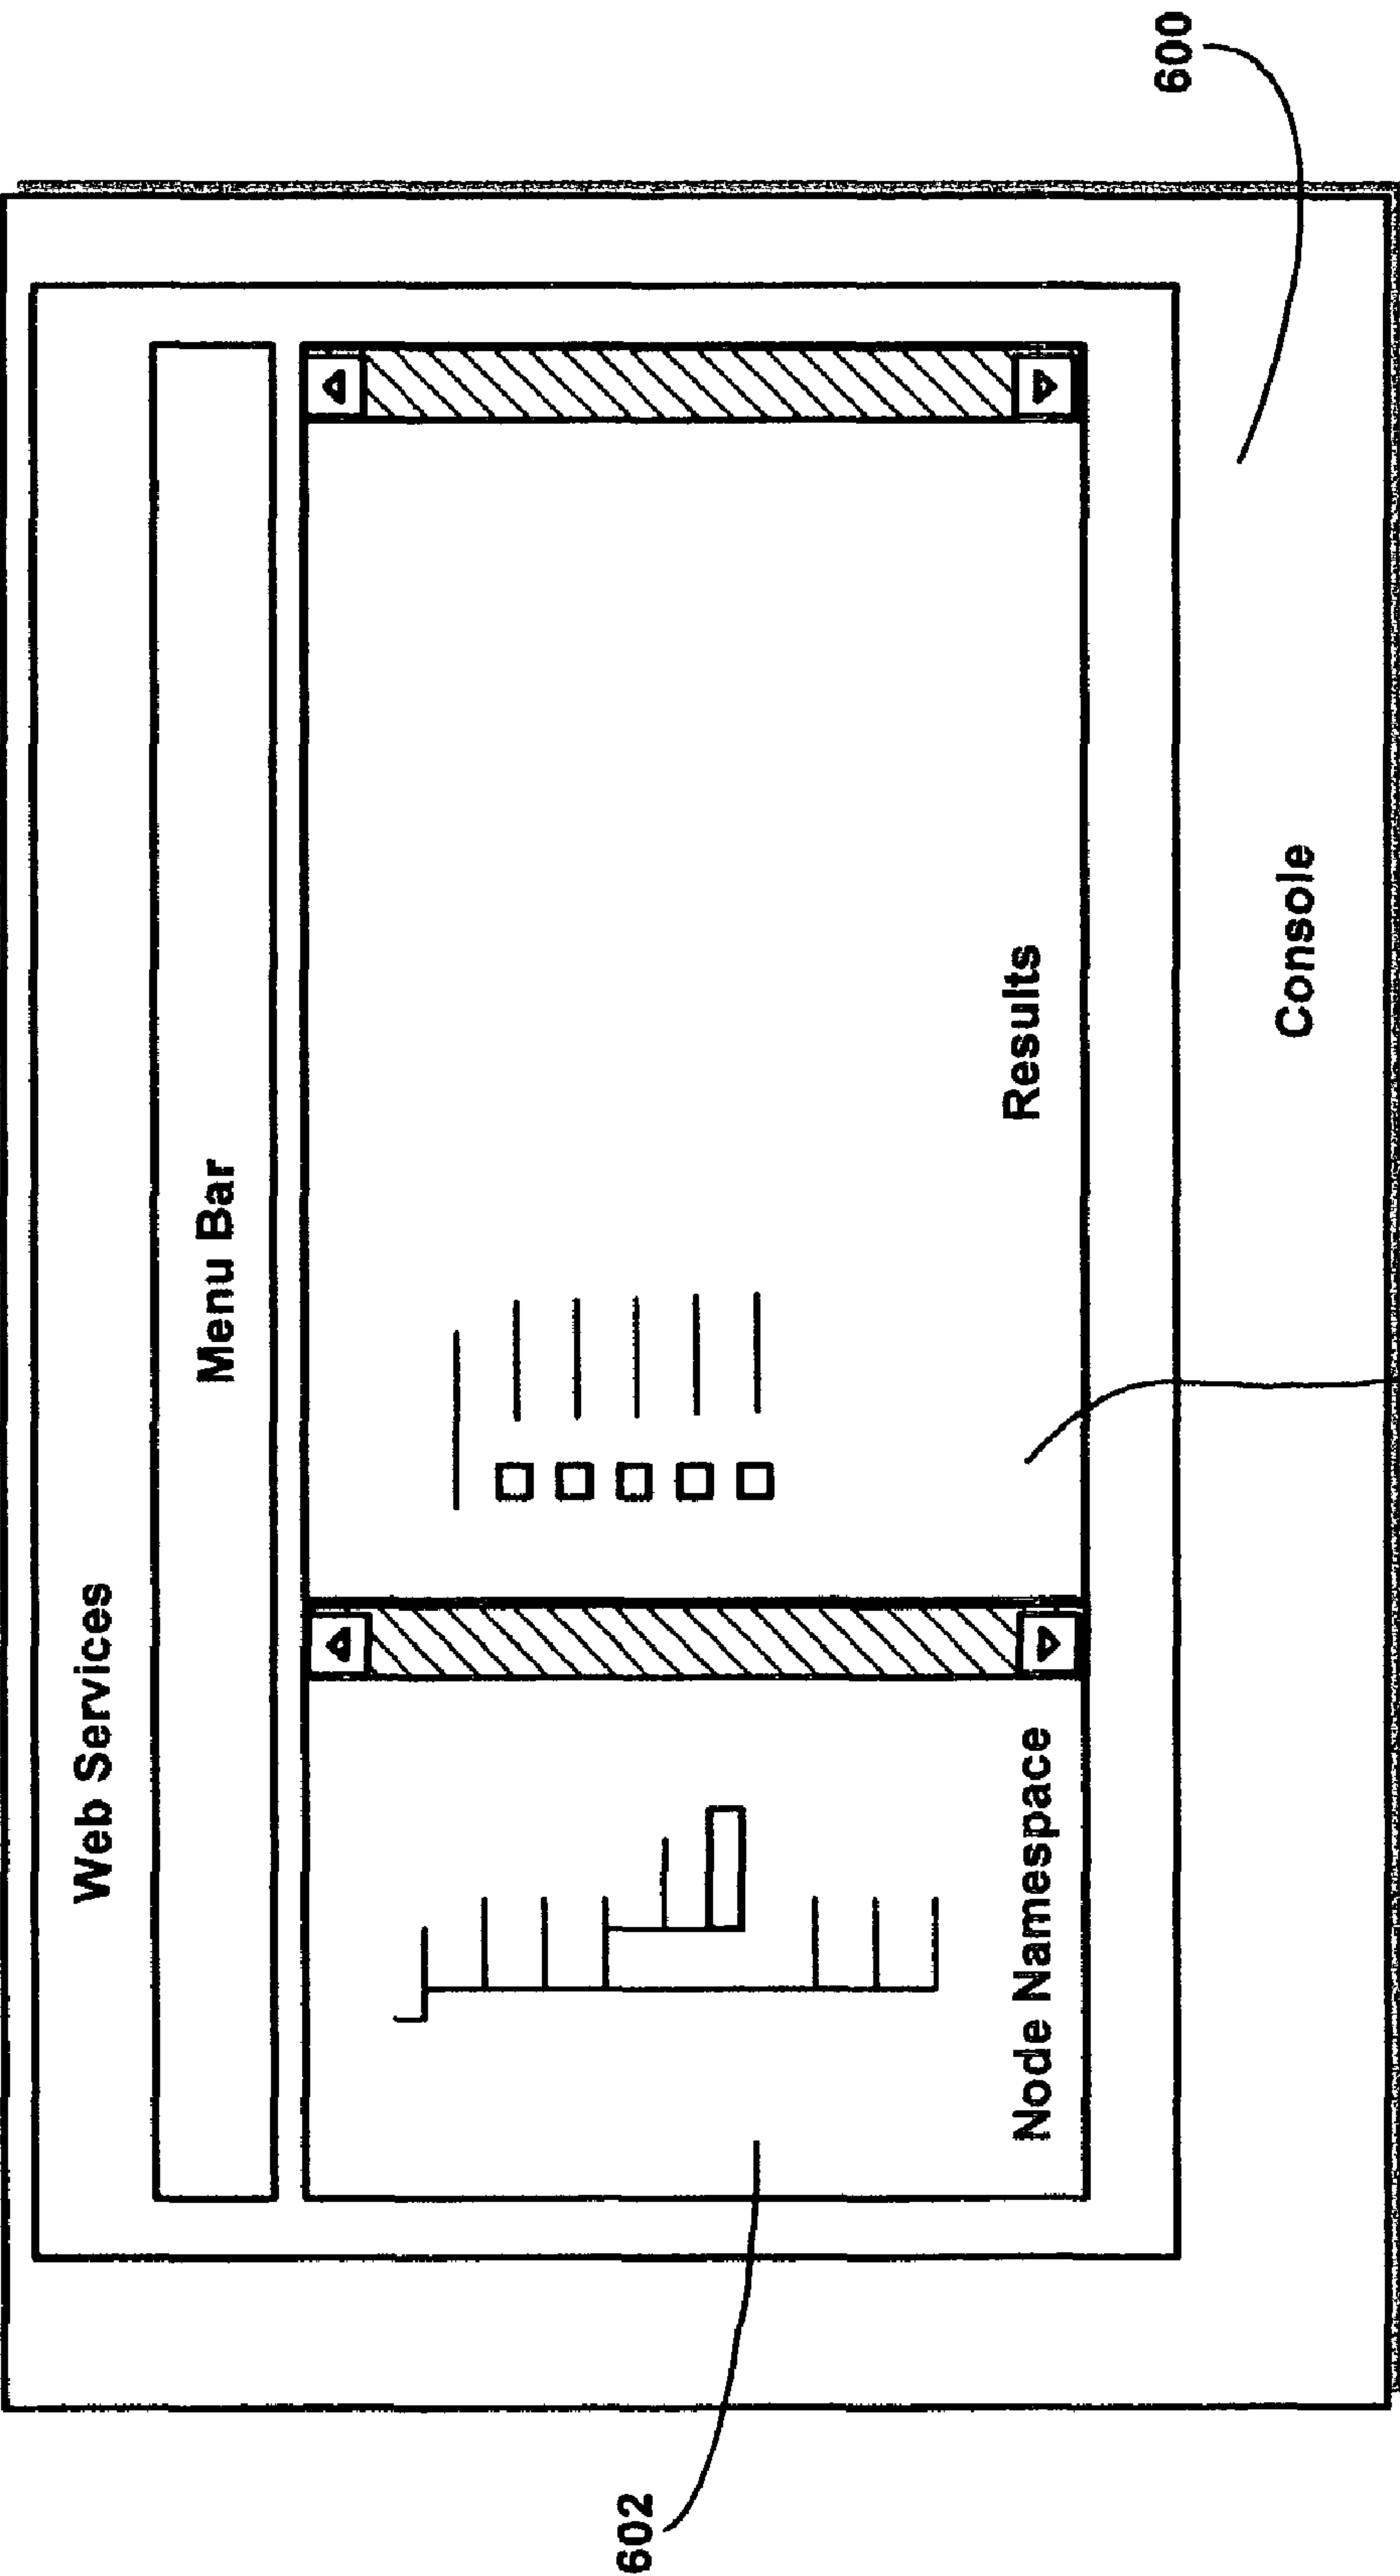 Web Services
Menu Bar
Node Namespace
Results
Console
600
602